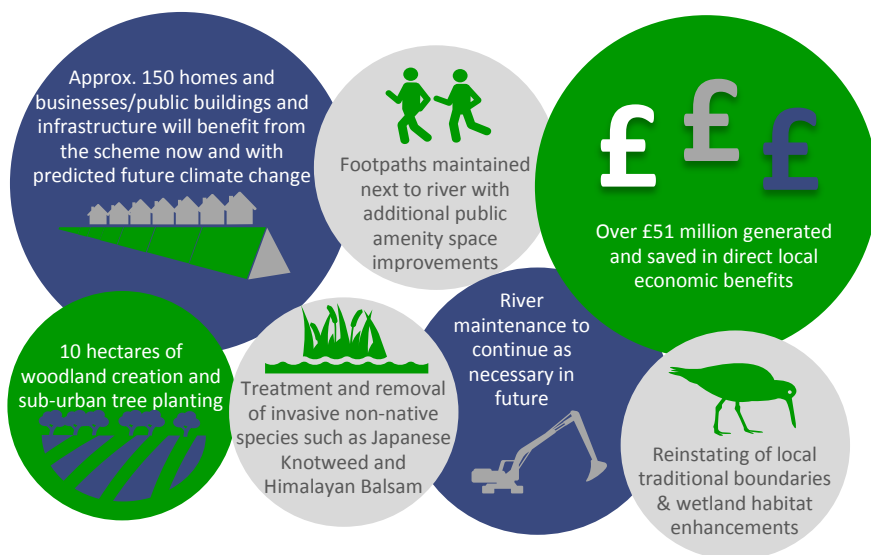 Approx. 150 homes and
businesses/public buildings and
infrastructure will benefit from
the scheme now and with
predicted future climate change
Footpaths maintained
next to river with
additional public
amenity space
improvements
£ £ £
Over £51 million generated
and saved in direct local
economic benefits
10 hectares of
woodland creation and
sub-urban tree planting
Treatment and removal
of invasive non-native
species such as Japanese
Knotweed and
Himalayan Balsam
River
maintenance to
continue as
necessary in
future
Reinstating of local
traditional boundaries
& wetland habitat
enhancements